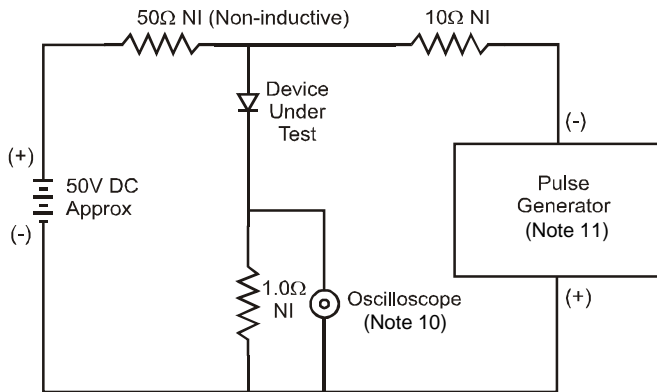 50Ω NI (Non-inductive)
10Ω NI
Device
Under
Test
(-)
(+)
50V DC
Approx
(-)
Pulse
Generator
(Note 11)
1.0Ω
NI
Oscilloscope
(Note 10)
(+)